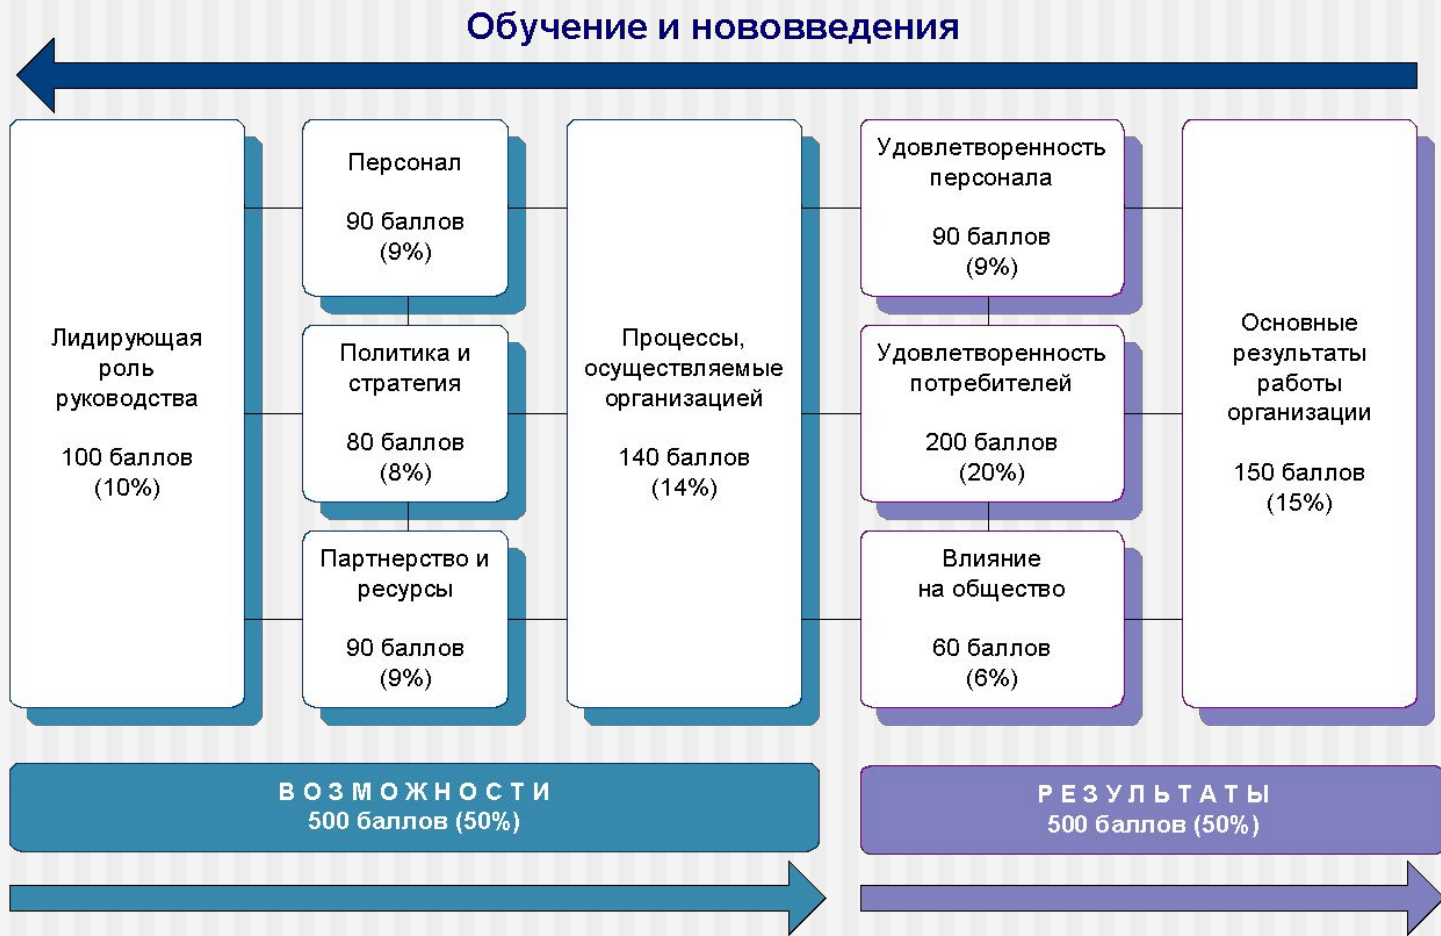 Обучение и нововведения
Лидирующая
роль
руководства
100 баллов
(10%)
Персонал
90 баллов
(9%)
Политика и
стратегия
80 баллов
(8%)
Партнерство и
ресурсы
90 баллов
(9%)
Процессы,
осуществляемые
организацией
140 баллов
(14%)
Удовлетворенность
персонала
90 баллов
(9%)
Удовлетворенность
потребителей
200 баллов
(20%)
Влияние
на общество
60 баллов
(6%)
Основные
результаты
работы
организации
150 баллов
(15%)
ВОЗМОЖНОСТИ
500 баллов (50%)
РЕЗУЛЬТАТЫ
500 баллов (50%)